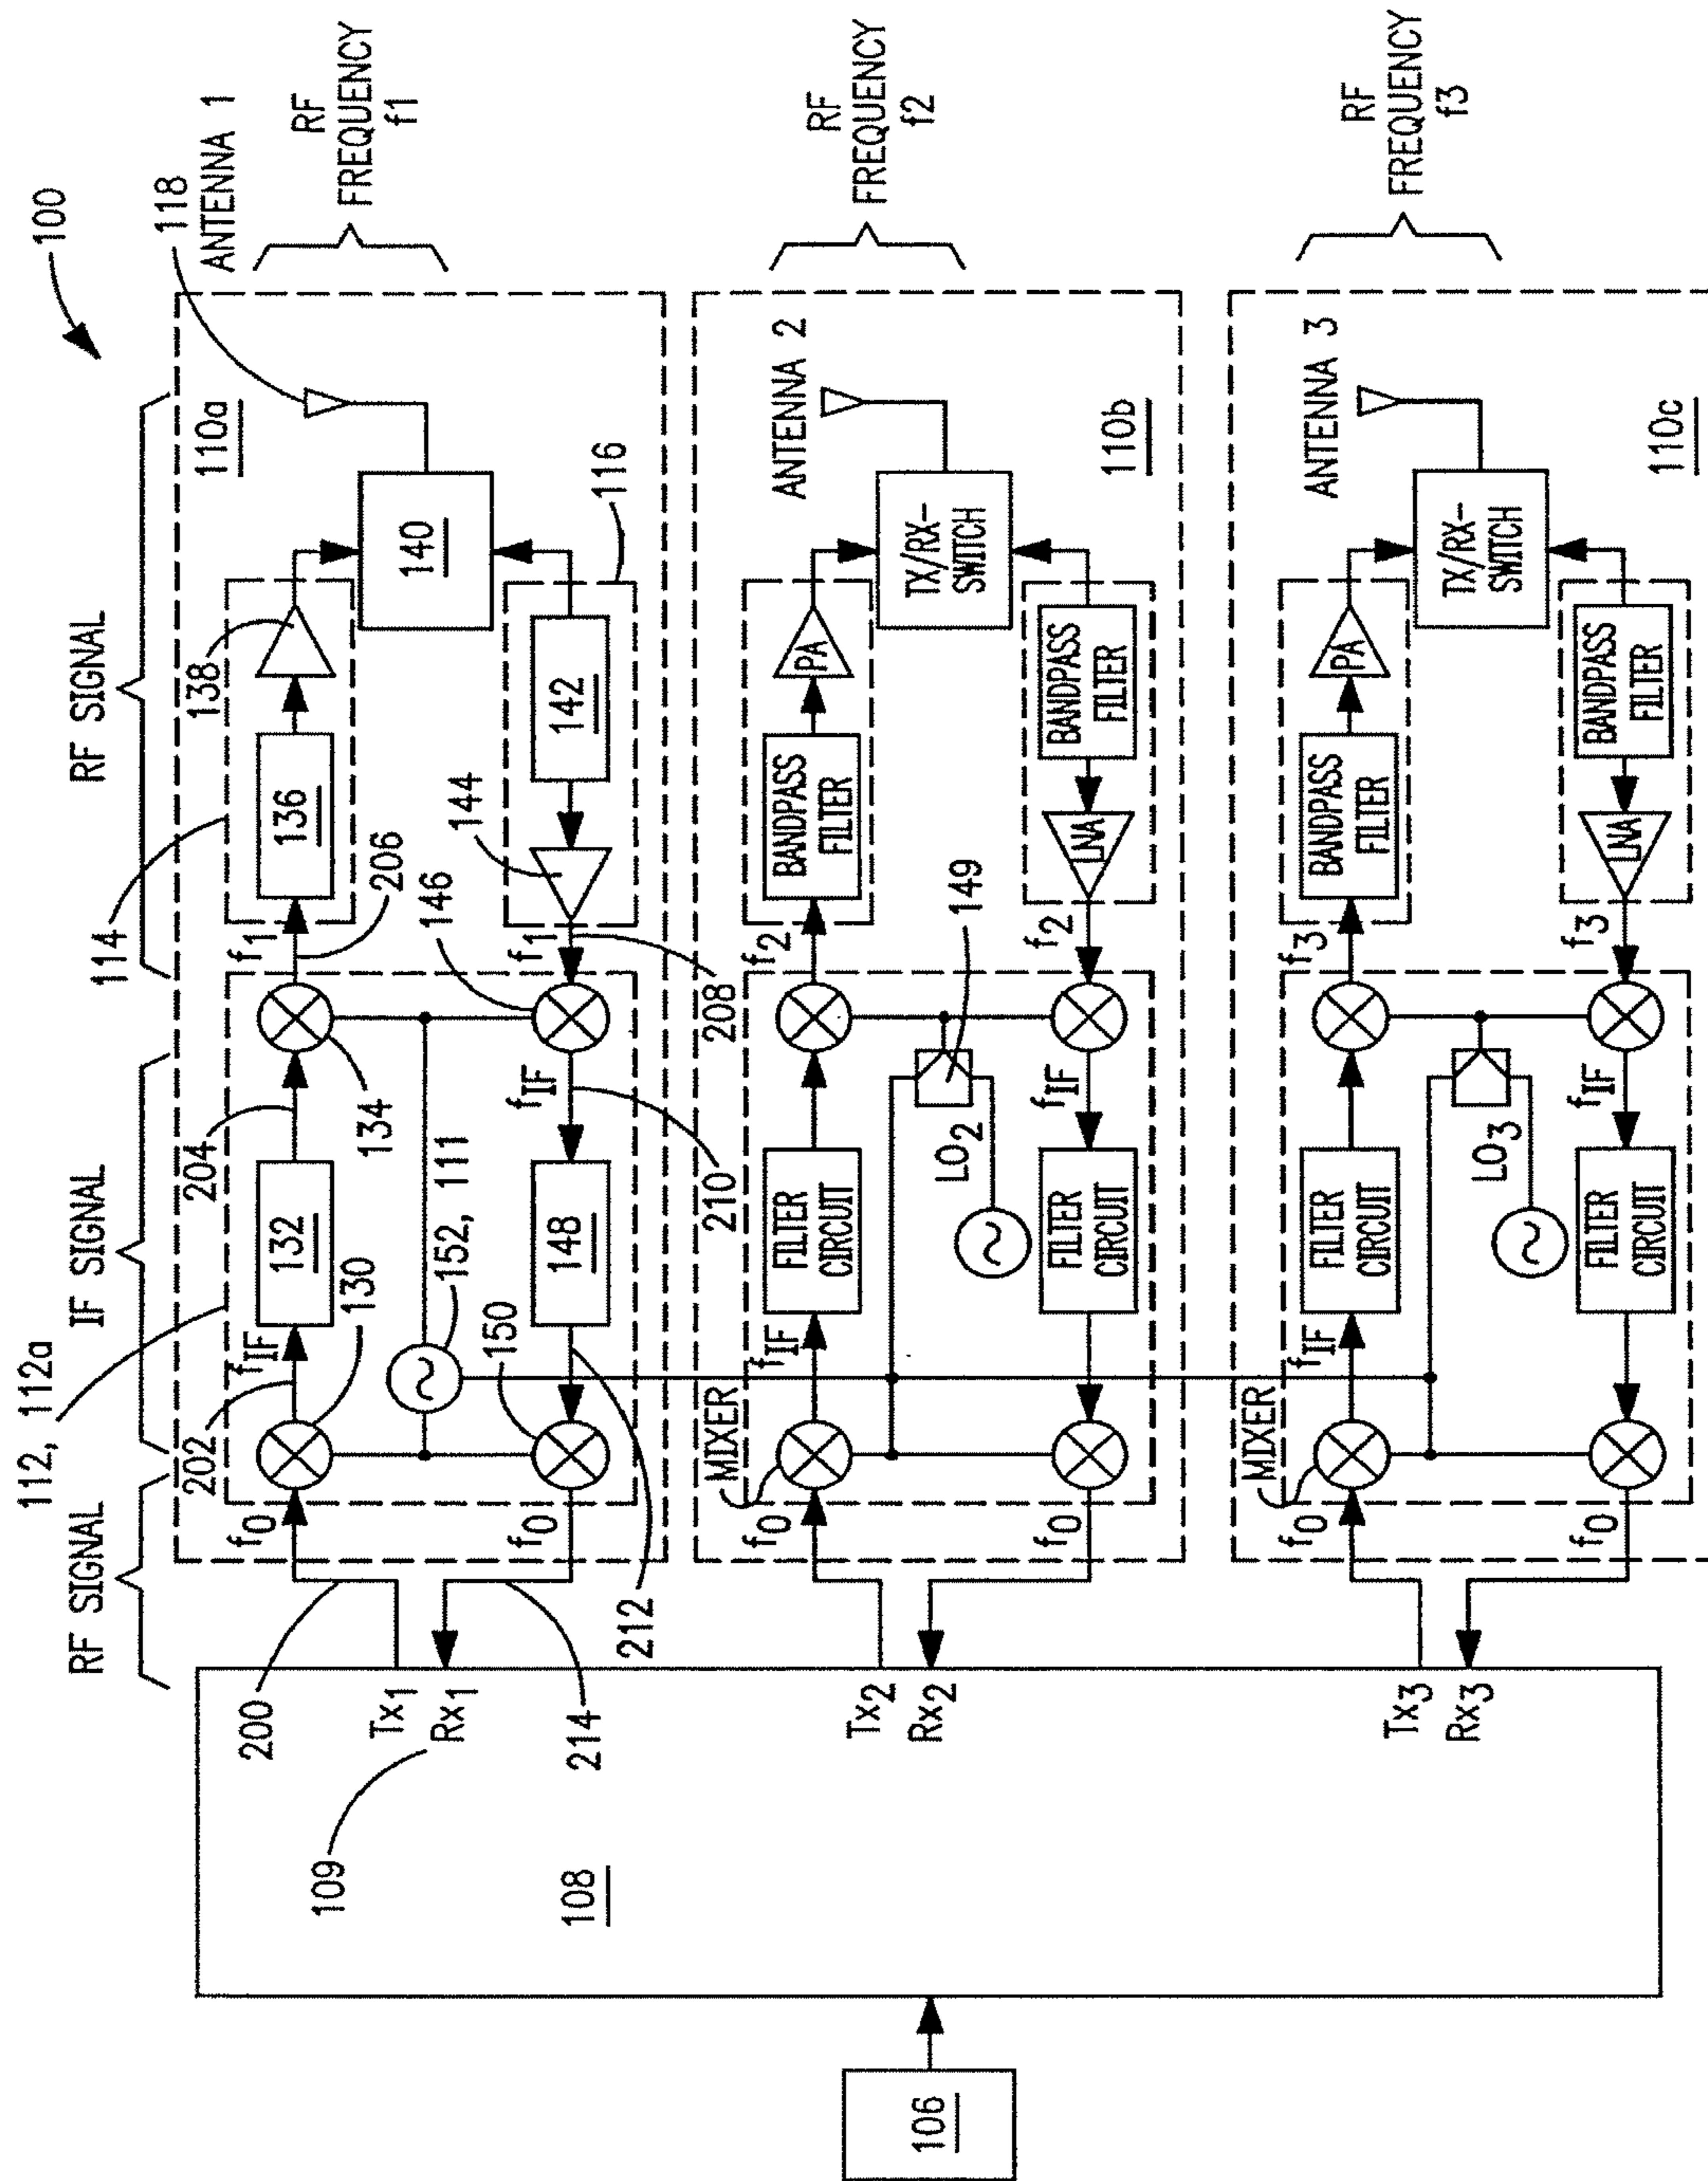 100
RF SIGNAL
IF SIGNAL
RF SIGNAL
112, 112a
114
118
ANTENNA 1
110a
RF
FREQUENCY
f1
200
f0
202
130
fIF
132
204
134
f1
206
136
138
140
116
142
144
f1
208
146
fIF
210
148
212
150
f0
214
152, 111
Tx1
Rx1
109
108
106
Tx2
Rx2
f0
MIXER
fIF
FILTER
CIRCUIT
f2
BANDPASS
FILTER
PA
TX/RX-
SWITCH
ANTENNA 2
110b
RF
FREQUENCY
f2
LO2
149
BANDPASS
FILTER
LNA
f2
fIF
FILTER
CIRCUIT
f0
Tx3
Rx3
f0
MIXER
fIF
FILTER
CIRCUIT
f3
BANDPASS
FILTER
PA
TX/RX-
SWITCH
ANTENNA 3
110c
RF
FREQUENCY
f3
LO3
BANDPASS
FILTER
LNA
f3
fIF
FILTER
CIRCUIT
f0